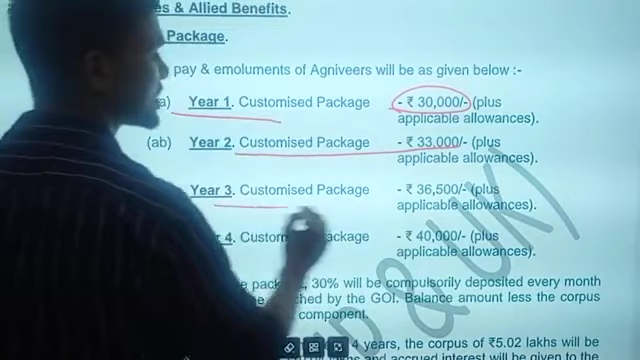 es & Allied Benefits.
Package.
pay & emoluments of Agniveers will be as given below :-
a) Year 1. Customised Package - ₹ 30,000/- (plus
applicable allowances).
(ab) Year 2. Customised Package - ₹ 33,000/- (plus
applicable allowances).
Year 3. Customised Package - ₹ 36,500/- (plus
applicable allowances).
4. Custom ackage - ₹ 40,000/- (plus
applicable allowances).
e pack 30% will be compulsorily deposited every month
ched by the GOI. Balance amount less the corpus
component.
4 years, the corpus of ₹5.02 lakhs will be
and accrued interest will be given to the
& UK)